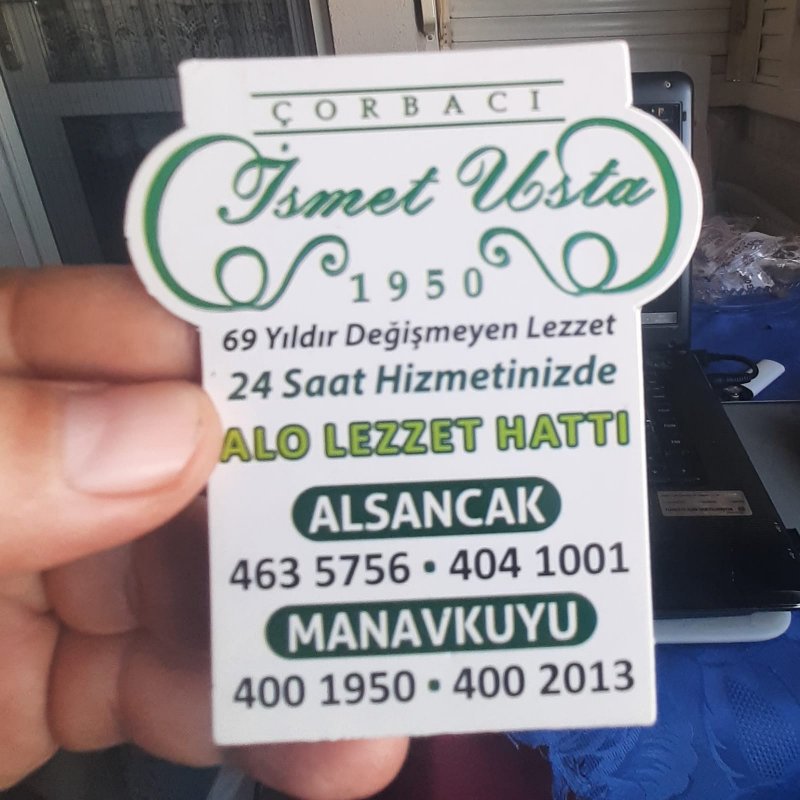 ÇORBACI
İsmet Usta
1950
69 Yıldır Değişmeyen Lezzet
24 Saat Hizmetinizde
ALO LEZZET HATTI
ALSANCAK
463 5756 • 404 1001
MANAVKUYU
400 1950 • 400 2013